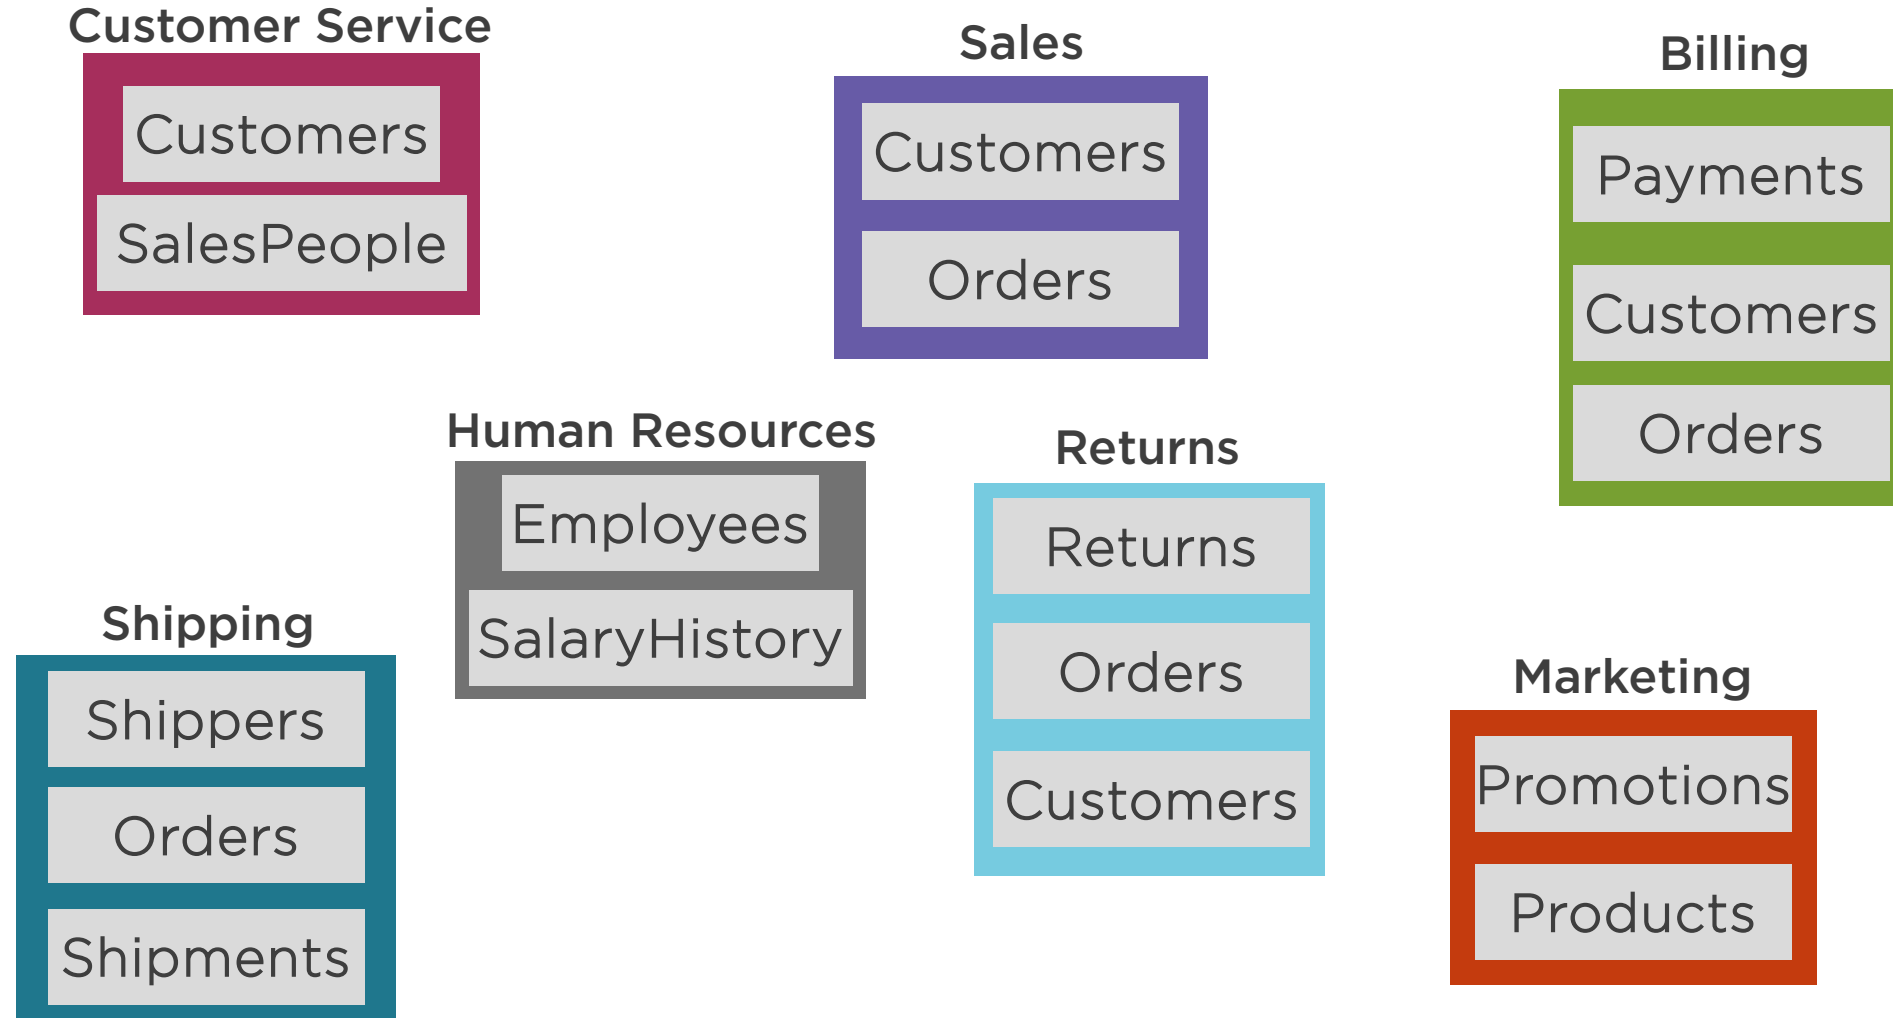 Customer Service
Customers
SalesPeople
Sales
Customers
Orders
Billing
Payments
Customers
Orders
Human Resources
Employees
SalaryHistory
Returns
Returns
Orders
Customers
Shipping
Shippers
Orders
Shipments
Marketing
Promotions
Products